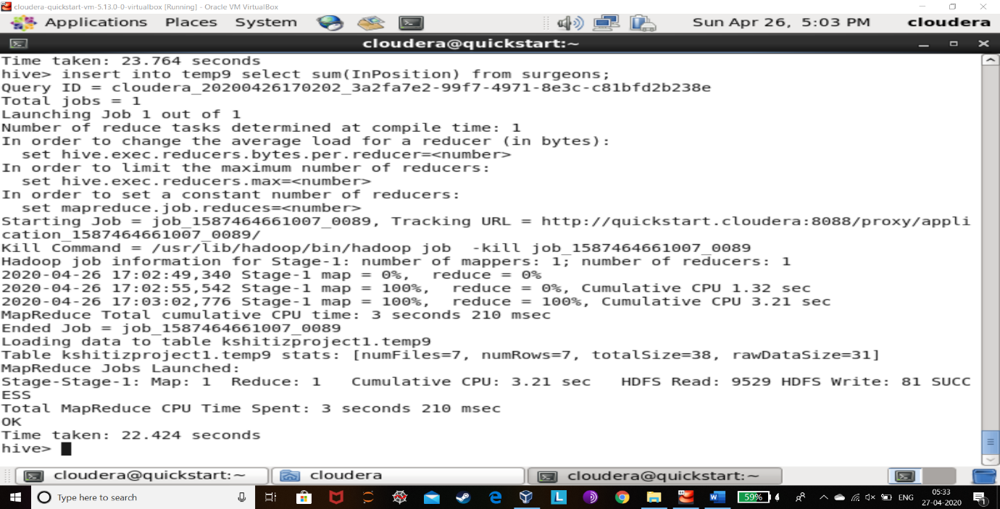 cloudera-quickstart-vm-5.13.0-0-virtualbox [Running] - Oracle VM VirtualBox
Applications Places System Sun Apr 26, 5:03 PM cloudera
cloudera@quickstart:~
Time taken: 23.764 seconds
hive> insert into temp9 select sum(InPosition) from surgeons;
Query ID = cloudera_20200426170202_3a2fa7e2-99f7-4971-8e3c-c81bfd2b238e
Total jobs = 1
Launching Job 1 out of 1
Number of reduce tasks determined at compile time: 1
In order to change the average load for a reducer (in bytes):
  set hive.exec.reducers.bytes.per.reducer=<number>
In order to limit the maximum number of reducers:
  set hive.exec.reducers.max=<number>
In order to set a constant number of reducers:
  set mapreduce.job.reduces=<number>
Starting Job = job_1587464661007_0089, Tracking URL = http://quickstart.cloudera:8088/proxy/appli
cation_1587464661007_0089/
Kill Command = /usr/lib/hadoop/bin/hadoop job  -kill job_1587464661007_0089
Hadoop job information for Stage-1: number of mappers: 1; number of reducers: 1
2020-04-26 17:02:49,340 Stage-1 map = 0%,  reduce = 0%
2020-04-26 17:02:55,542 Stage-1 map = 100%,  reduce = 0%, Cumulative CPU 1.32 sec
2020-04-26 17:03:02,776 Stage-1 map = 100%,  reduce = 100%, Cumulative CPU 3.21 sec
MapReduce Total cumulative CPU time: 3 seconds 210 msec
Ended Job = job_1587464661007_0089
Loading data to table kshitizproject1.temp9
Table kshitizproject1.temp9 stats: [numFiles=7, numRows=7, totalSize=38, rawDataSize=31]
MapReduce Jobs Launched:
Stage-Stage-1: Map: 1  Reduce: 1   Cumulative CPU: 3.21 sec   HDFS Read: 9529 HDFS Write: 81 SUCC
ESS
Total MapReduce CPU Time Spent: 3 seconds 210 msec
OK
Time taken: 22.424 seconds
hive>
cloudera@quickstart:~ cloudera cloudera@quickstart:~
Type here to search 59% ENG 05:33
27-04-2020 1